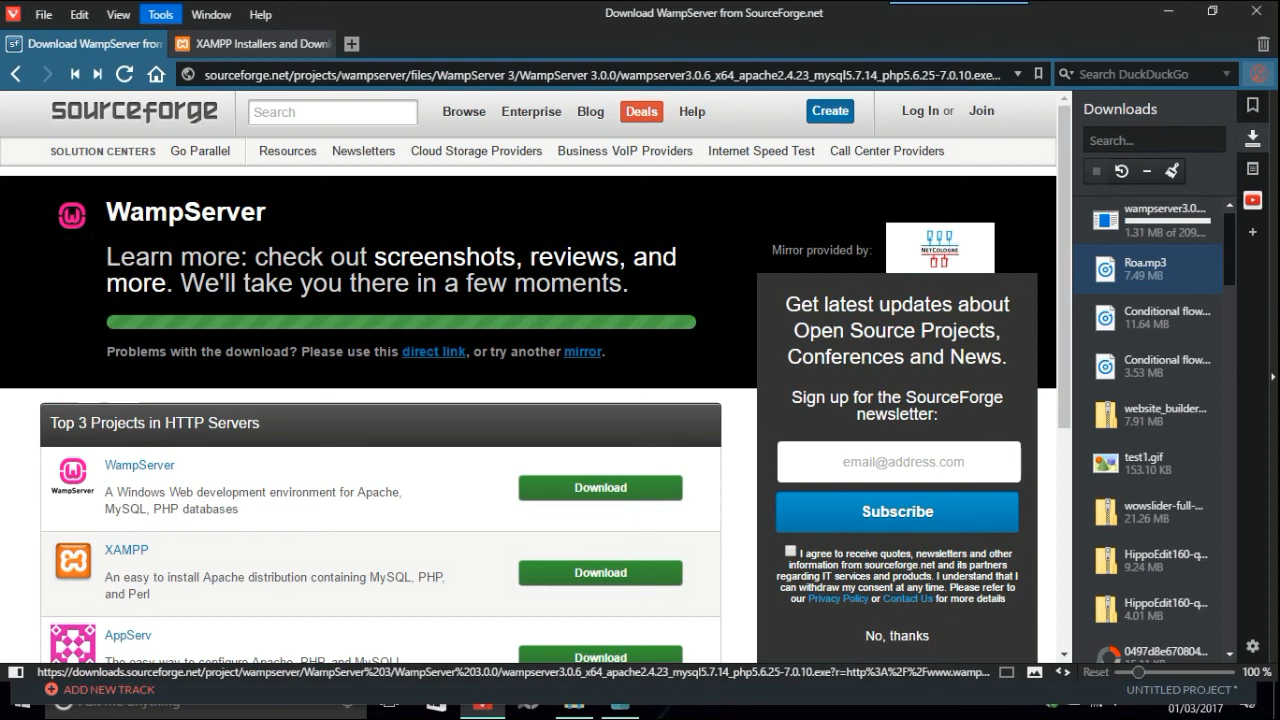 File Edit View Tools Window Help
Download WampServer from SourceForge.net
Download WampServer from
XAMPP Installers and Downl
sourceforge.net/projects/wampserver/files/WampServer 3/WampServer 3.0.0/wampserver3.0.6_x64_apache2.4.23_mysql5.7.14_php5.6.25-7.0.10.exe...
Search DuckDuckGo
sourceforge
Search
Browse Enterprise Blog Deals Help
Create
Log In or Join
SOLUTION CENTERS Go Parallel Resources Newsletters Cloud Storage Providers Business VoIP Providers Internet Speed Test Call Center Providers
WampServer
Learn more: check out screenshots, reviews, and
more. We'll take you there in a few moments.
Problems with the download? Please use this direct link, or try another mirror.
Mirror provided by:
NETCOLOGNE
Get latest updates about
Open Source Projects,
Conferences and News.
Sign up for the SourceForge
newsletter:
email@address.com
Subscribe
I agree to receive quotes, newsletters and other
information from sourceforge.net and its partners
regarding IT services and products. I understand that I
can withdraw my consent at any time. Please refer to
our Privacy Policy or Contact Us for more details
No, thanks
Top 3 Projects in HTTP Servers
WampServer
WampServer
A Windows Web development environment for Apache,
MySQL, PHP databases
Download
XAMPP
An easy to install Apache distribution containing MySQL, PHP,
and Perl
Download
AppServ
The easy way to configure Apache, PHP, and MySQL
Download
Downloads
Search...
wampserver3.0....
1.31 MB of 209...
Roa.mp3
7.49 MB
Conditional flow...
11.64 MB
Conditional flow...
3.53 MB
website_builder...
7.91 MB
test1.gif
153.10 KB
wowslider-full-...
21.26 MB
HippoEdit160-q...
9.24 MB
HippoEdit160-q...
4.01 MB
0497d8e670804...
https://downloads.sourceforge.net/project/wampserver/WampServer%203/WampServer%203.0.0/wampserver3.0.6_x64_apache2.4.23_mysql5.7.14_php5.6.25-7.0.10.exe?r=http%3A%2F%2Fwww.wamp...
Reset
100 %
ADD NEW TRACK
UNTITLED PROJECT *
Ask me anything
01/03/2017